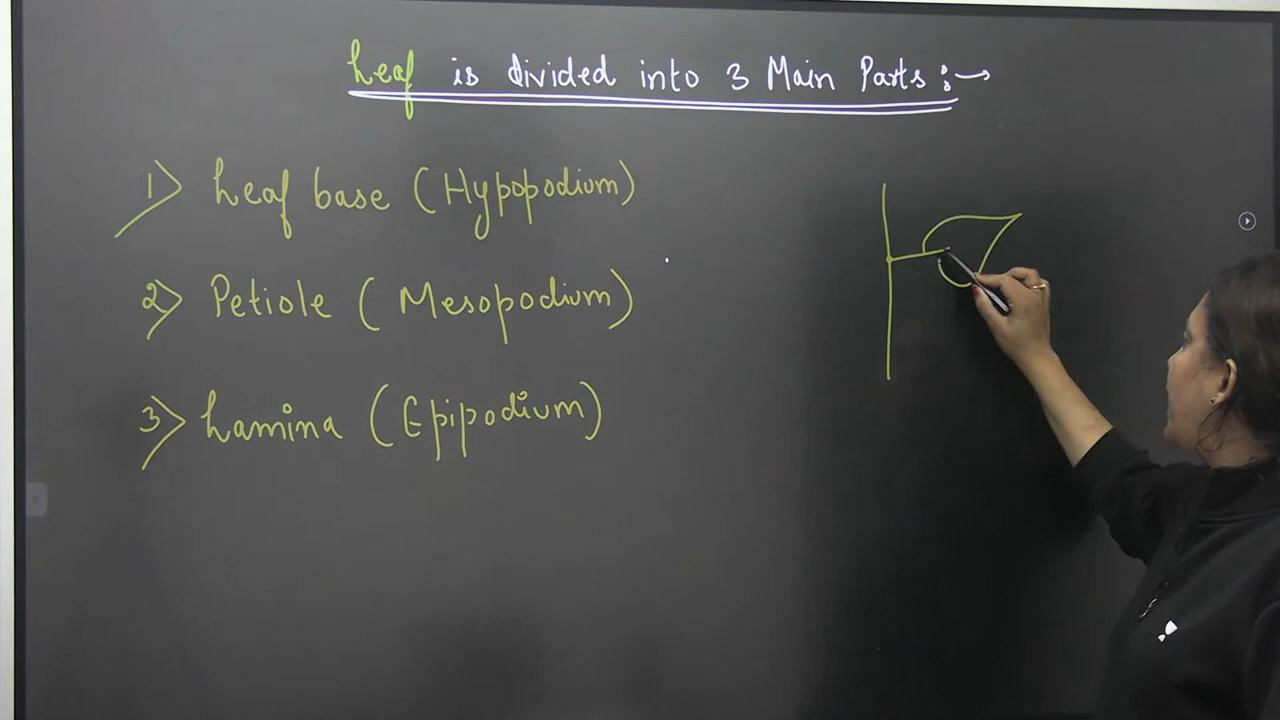 Leaf is divided into 3 Main Parts :→
1> Leaf base (Hypopodium)
2> Petiole (Mesopodium)
3> Lamina (Epipodium)